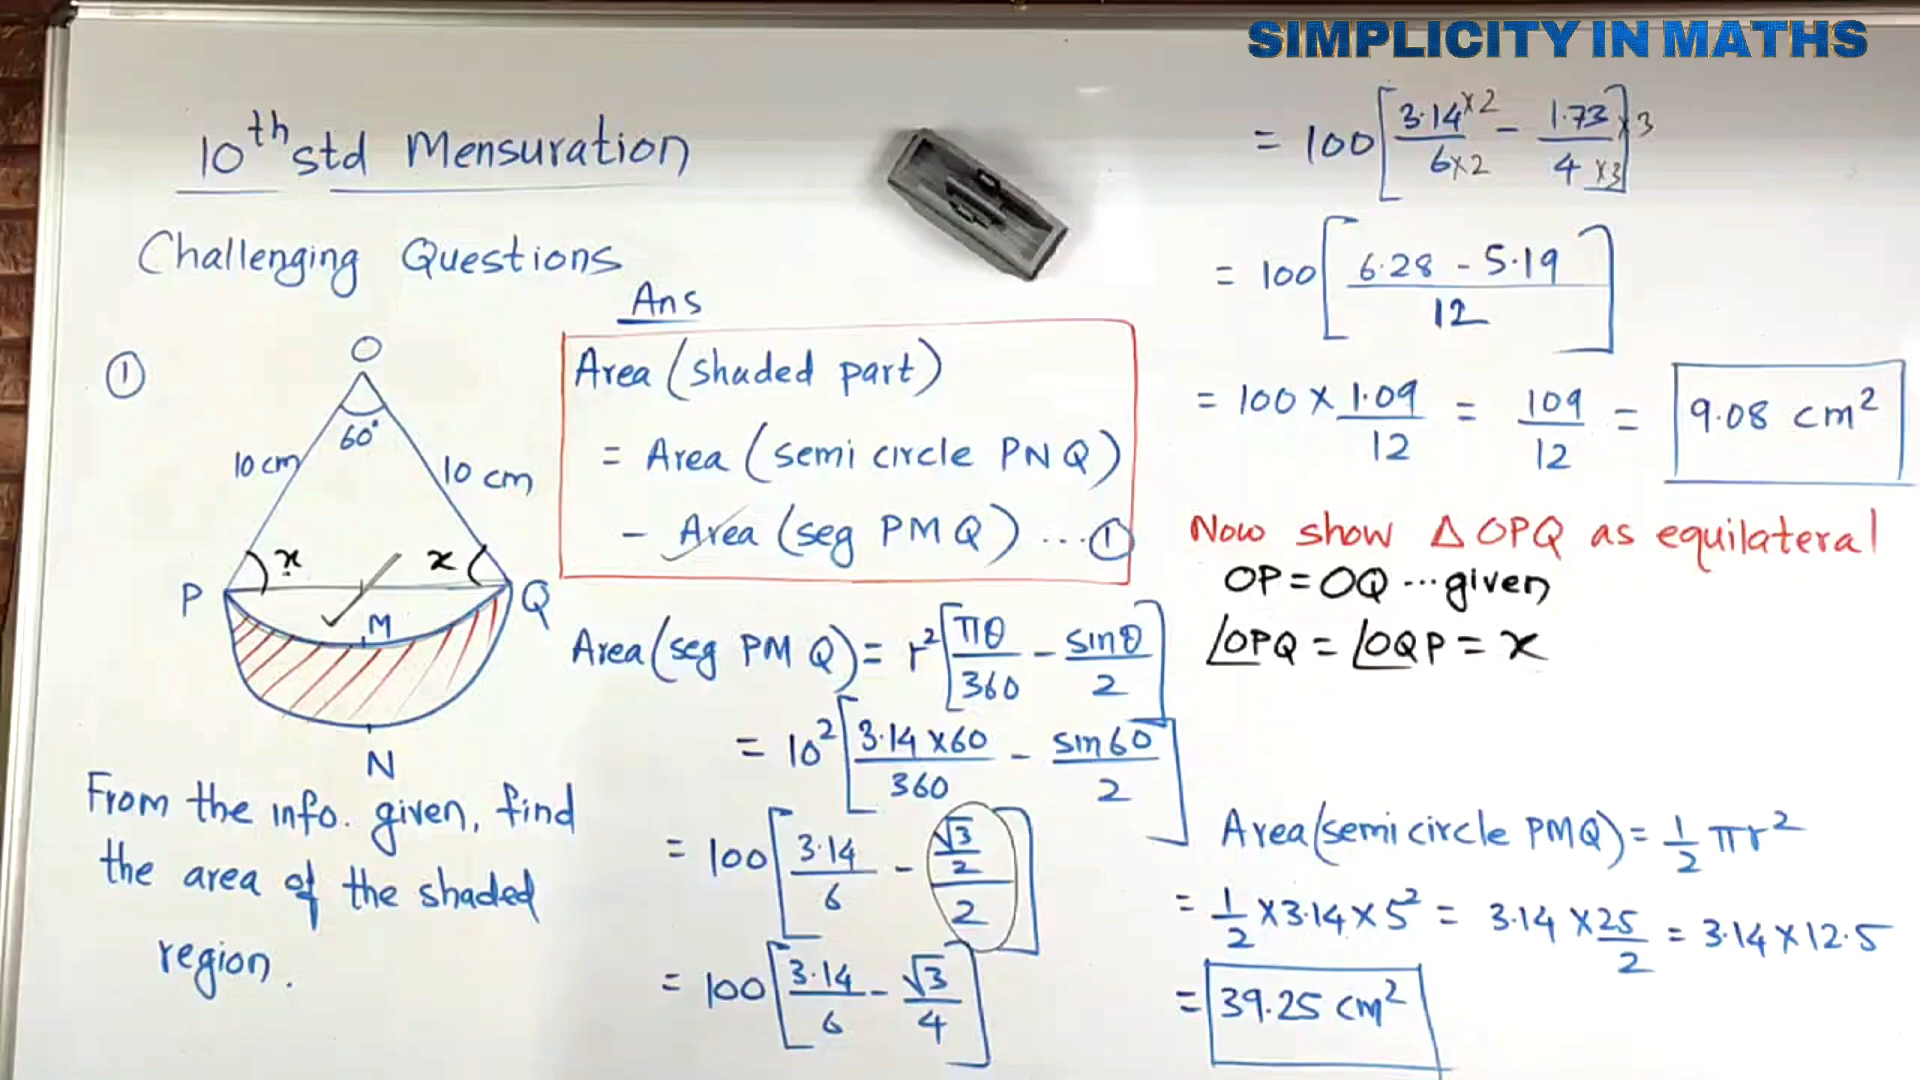 SIMPLICITY IN MATHS
10th std Mensuration
Challenging Questions
Ans
①
O
60°
10 cm
10 cm
x
x
P
Q
M
N
From the info. given, find
the area of the shaded
region.
Area (shaded part)
= Area (semi circle PNQ)
- Area (seg PMQ) ... ①
Area (seg PMQ) = r² [πθ/360 - sinθ/2]
= 10² [3.14 x 60/360 - sin60/2]
= 100 [3.14/6 - √3/2/2]
= 100 [3.14/6 - √3/4]
= 100 [3.14 x2/6 x2 - 1.73 x3/4 x3]
= 100 [6.28 - 5.19/12]
= 100 x 1.09/12 = 109/12 = 9.08 cm²
Now show △OPQ as equilateral
OP = OQ ... given
∠OPQ = ∠OQP = x
Area (semi circle PMQ) = 1/2 πr²
= 1/2 x 3.14 x 5² = 3.14 x 25/2 = 3.14 x 12.5
= 39.25 cm²